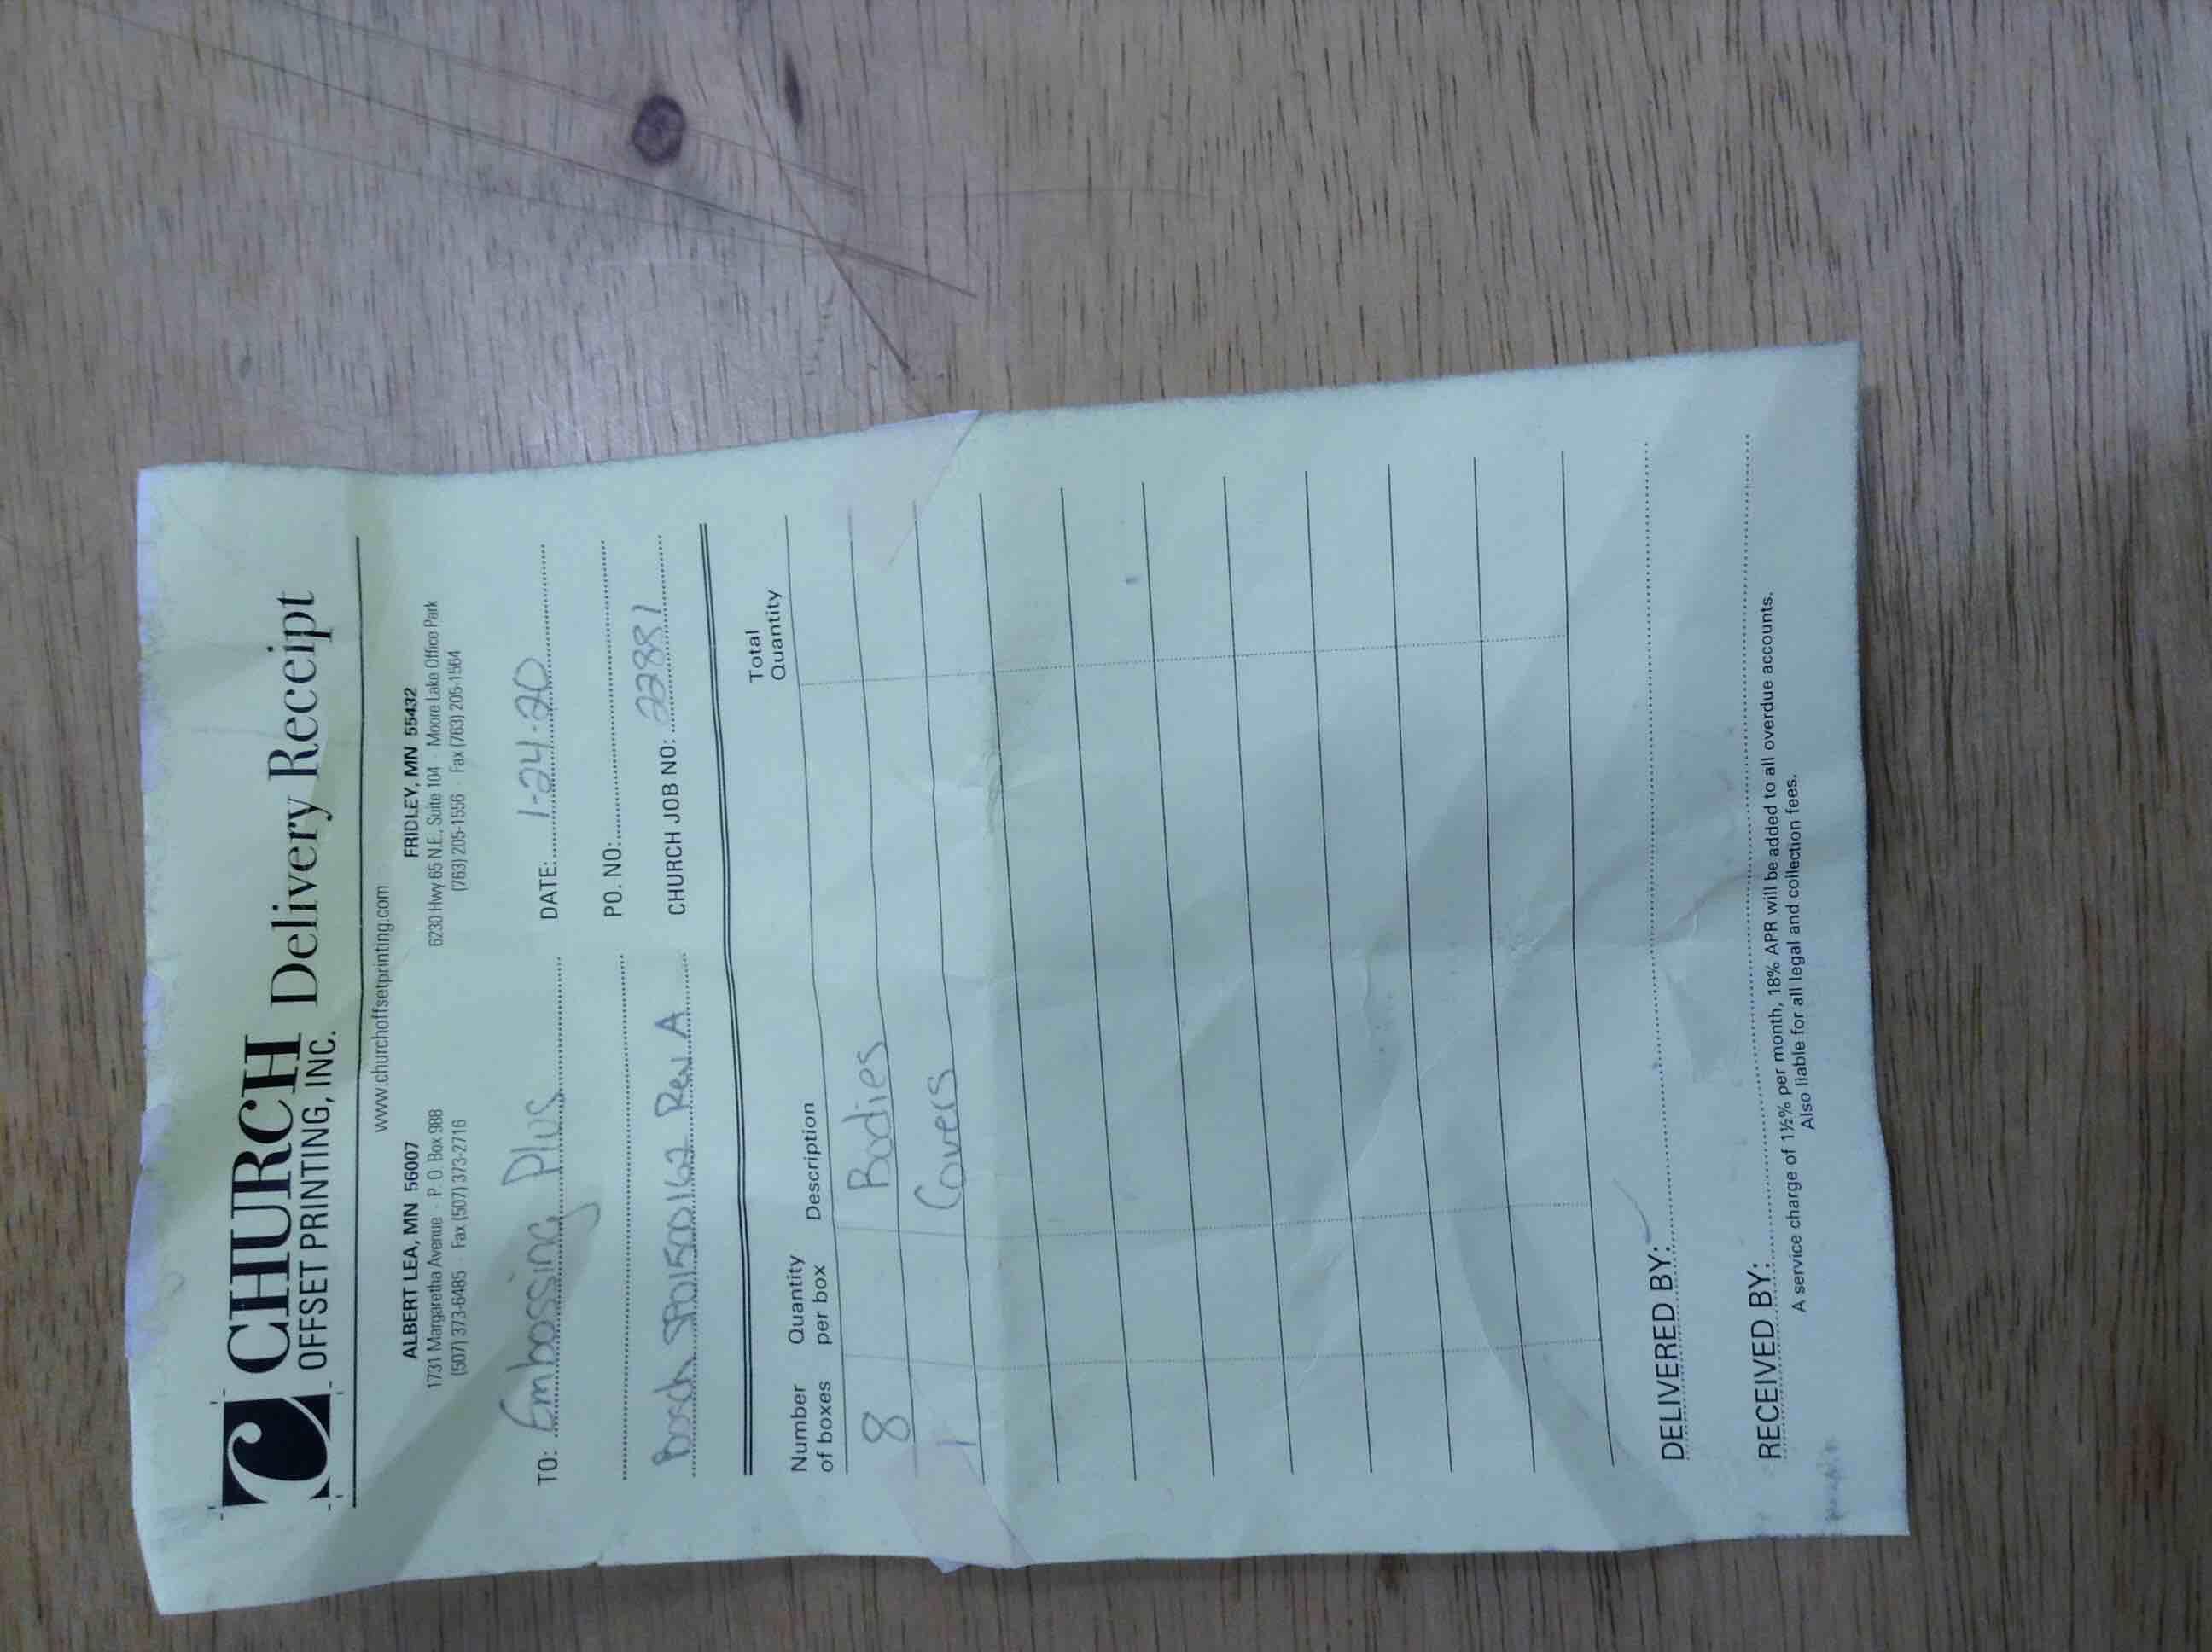 CHURCH Delivery Receipt
OFFSET PRINTING, INC.
www.churchoffsetprinting.com
ALBERT LEA, MN 56007
1731 Margaretha Avenue · P. O. Box 988
(507) 373-6485 · Fax (507) 373-2716
FRIDLEY, MN 55432
6230 Hwy 65 N.E., Suite 104 · Moore Lake Office Park
(763) 205-1556 · Fax (763) 205-1564
TO: Embossing Plus
DATE: 1-24-20
PO. NO:
Bosch SP01500162 Rev A
CHURCH JOB NO: 22881
Number of boxes Quantity per box Description Total Quantity
8 Bodies
1 Covers
DELIVERED BY:
RECEIVED BY:
A service charge of 1½% per month, 18% APR will be added to all overdue accounts.
Also liable for all legal and collection fees.